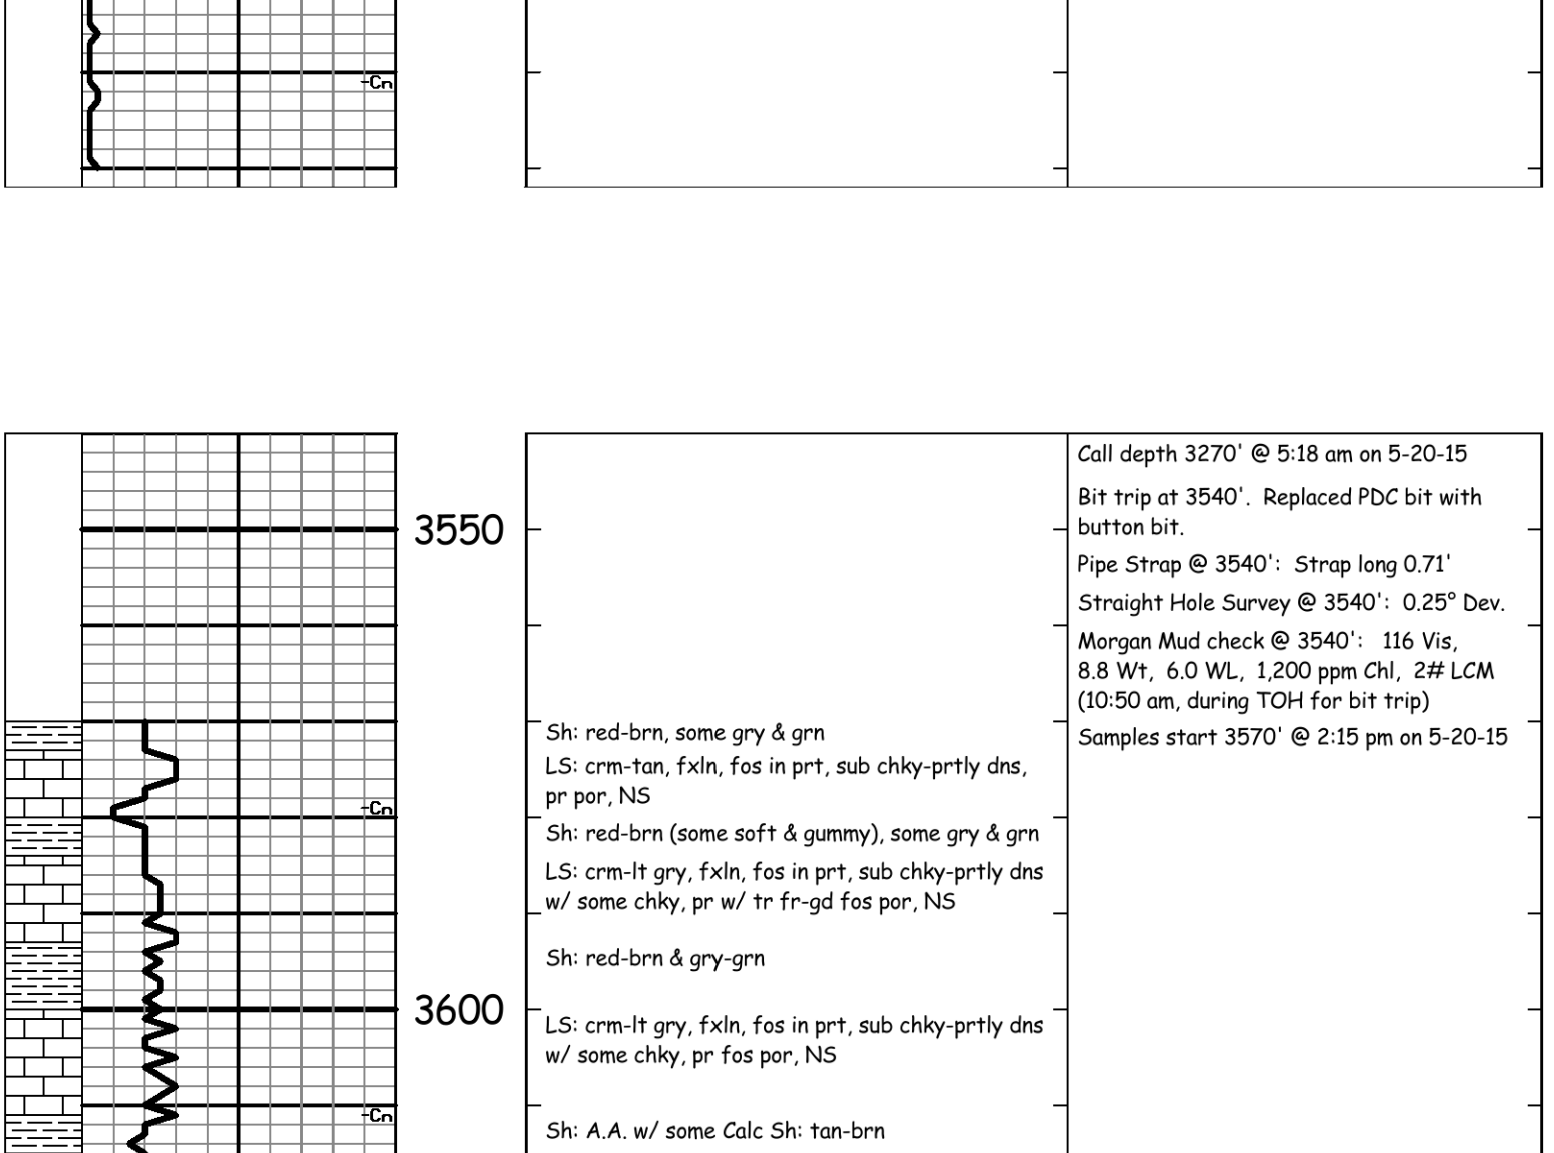 -Cn
Call depth 3270' @ 5:18 am on 5-20-15
Bit trip at 3540'.  Replaced PDC bit with
button bit.
3550
Pipe Strap @ 3540':  Strap long 0.71'
Straight Hole Survey @ 3540':  0.25° Dev.
Morgan Mud check @ 3540':   116 Vis,
8.8 Wt,  6.0 WL,  1,200 ppm Chl,  2# LCM
(10:50 am, during TOH for bit trip)
Samples start 3570' @ 2:15 pm on 5-20-15
Sh: red-brn, some gry & grn
LS: crm-tan, fxln, fos in prt, sub chky-prtly dns,
pr por, NS
-Cn
Sh: red-brn (some soft & gummy), some gry & grn
LS: crm-lt gry, fxln, fos in prt, sub chky-prtly dns
w/ some chky, pr w/ tr fr-gd fos por, NS
Sh: red-brn & gry-grn
3600
LS: crm-lt gry, fxln, fos in prt, sub chky-prtly dns
w/ some chky, pr fos por, NS
-Cn
Sh: A.A. w/ some Calc Sh: tan-brn